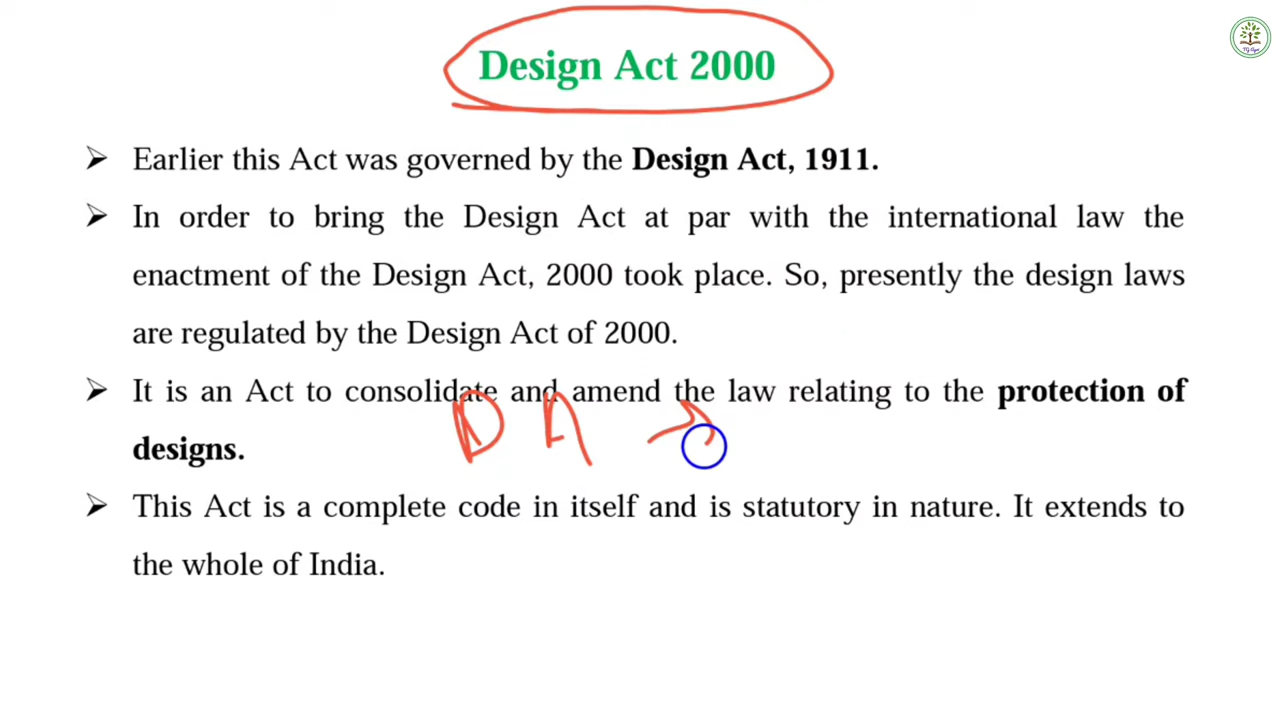 Design Act 2000
➤ Earlier this Act was governed by the Design Act, 1911.
➤ In order to bring the Design Act at par with the international law the
enactment of the Design Act, 2000 took place. So, presently the design laws
are regulated by the Design Act of 2000.
➤ It is an Act to consolidate and amend the law relating to the protection of
designs.
D A →
➤ This Act is a complete code in itself and is statutory in nature. It extends to
the whole of India.